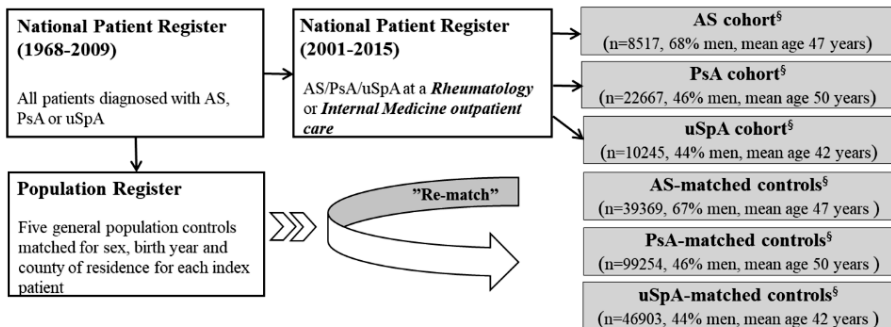 National Patient Register
(1968-2009)
All patients diagnosed with AS,
PsA or uSpA
National Patient Register
(2001-2015)
AS/PsA/uSpA at a Rheumatology
or Internal Medicine outpatient
care
AS cohort§
(n=8517, 68% men, mean age 47 years)
PsA cohort§
(n=22667, 46% men, mean age 50 years)
uSpA cohort§
(n=10245, 44% men, mean age 42 years)
Population Register
Five general population controls
matched for sex, birth year and
county of residence for each index
patient
”Re-match”
AS-matched controls§
(n=39369, 67% men, mean age 47 years )
PsA-matched controls§
(n=99254, 46% men, mean age 50 years )
uSpA-matched controls§
(n=46903, 44% men, mean age 42 years)